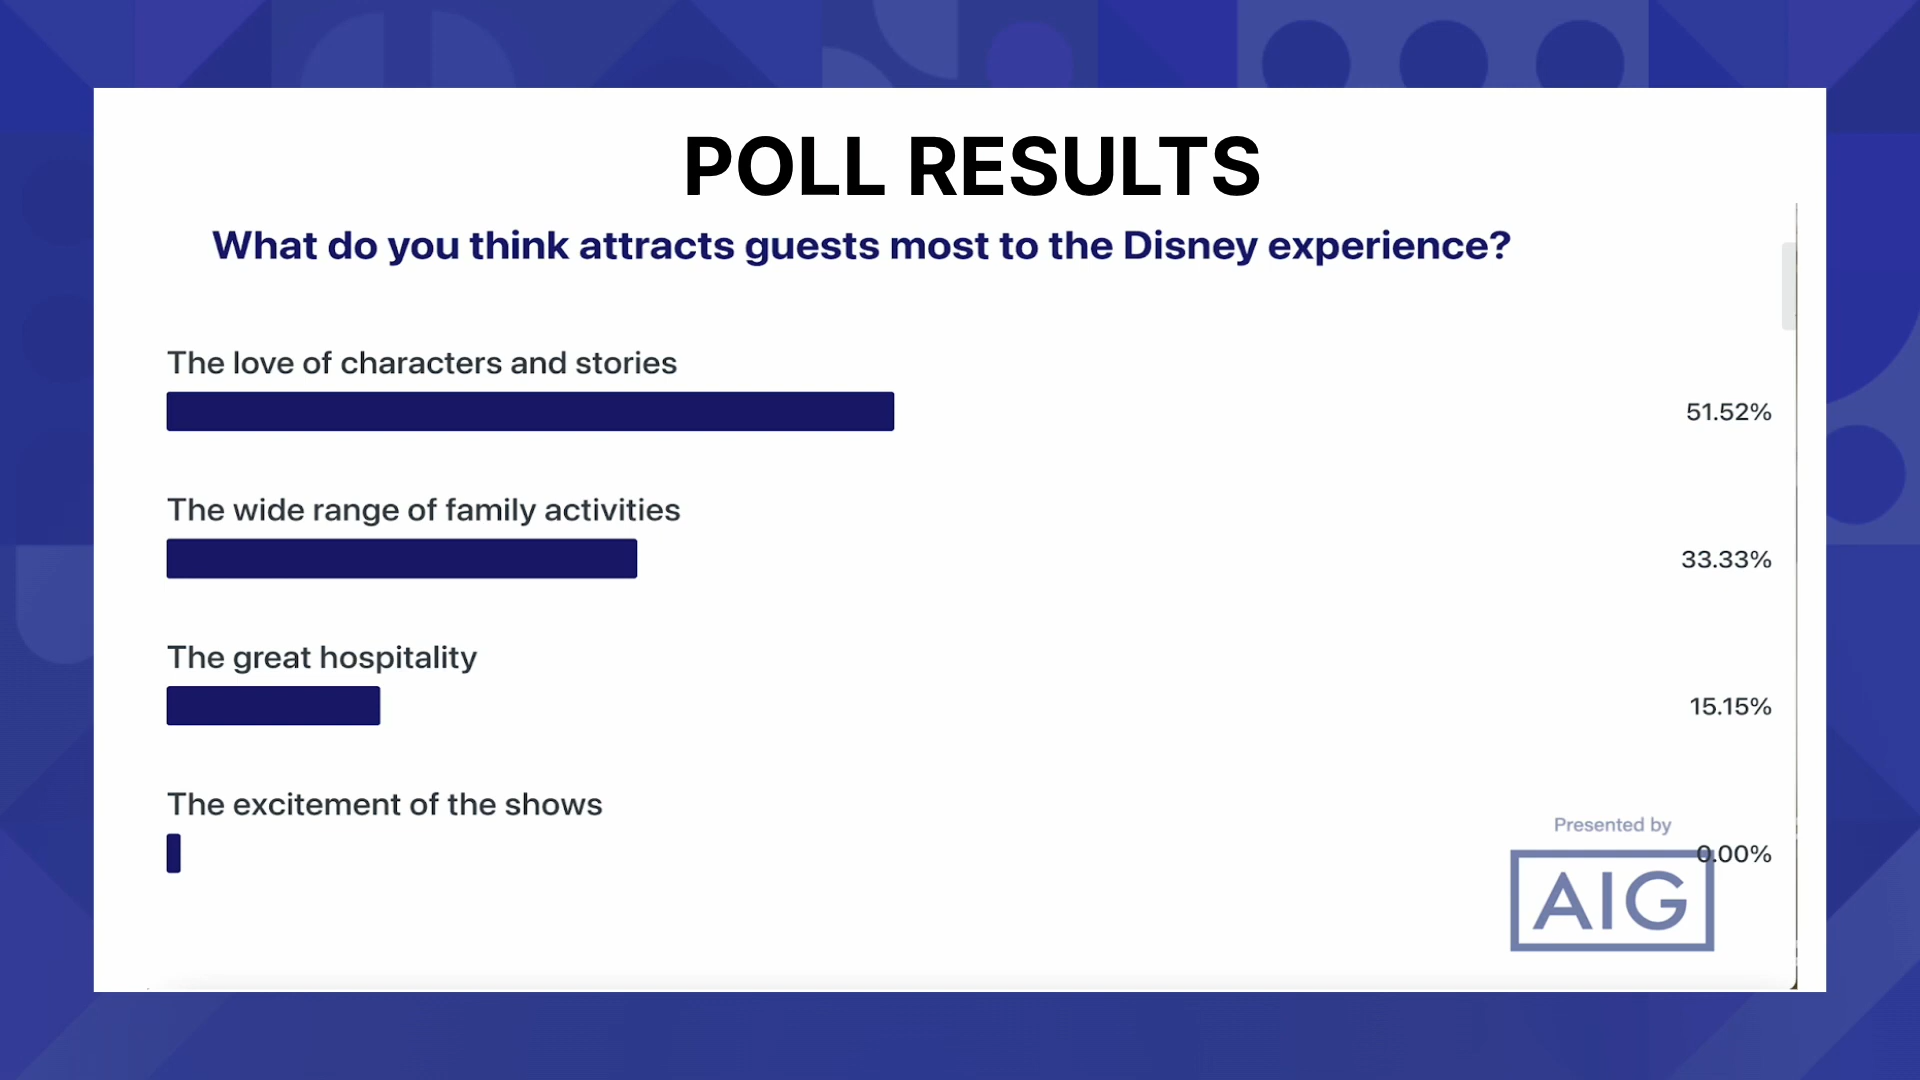 POLL RESULTS
What do you think attracts guests most to the Disney experience?
The love of characters and stories
51.52%
The wide range of family activities
33.33%
The great hospitality
15.15%
The excitement of the shows
0.00%
Presented by
AIG